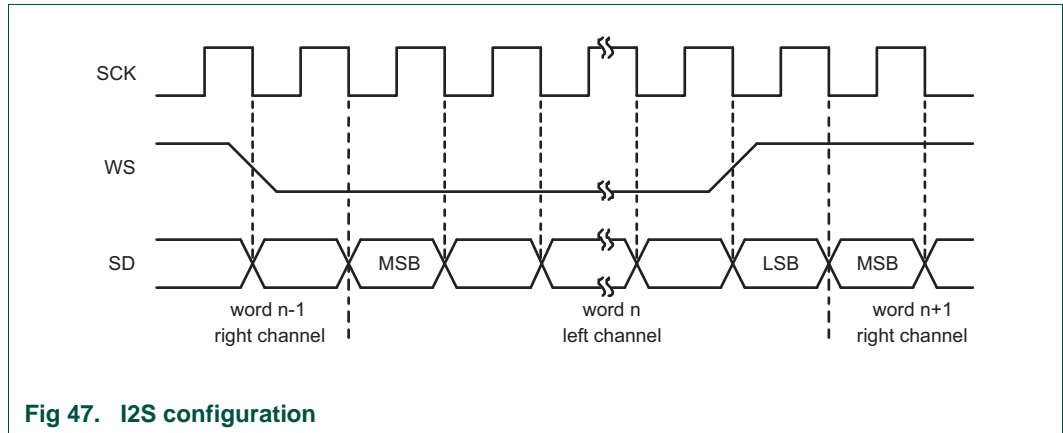 SCK
WS
SD
MSB
LSB
MSB
word n-1
right channel
word n
left channel
word n+1
right channel
Fig 47. I2S configuration